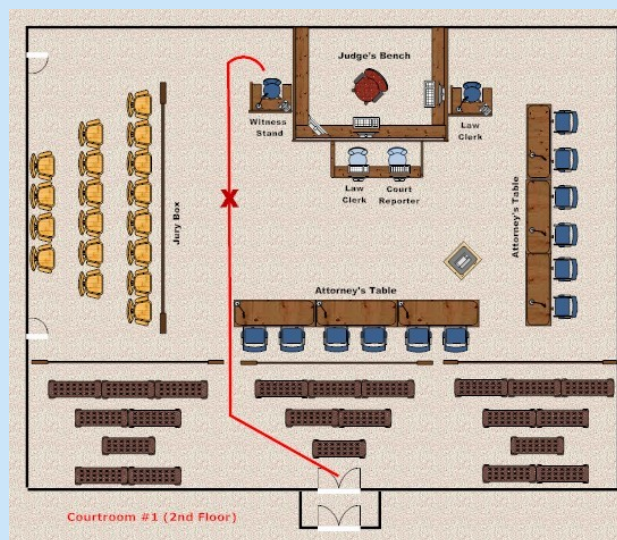 Judge's Bench
Witness
Stand
Law
Clerk
Law
Clerk
Court
Reporter
X
Jury Box
Attorney's Table
Attorney's Table
Courtroom #1 (2nd Floor)